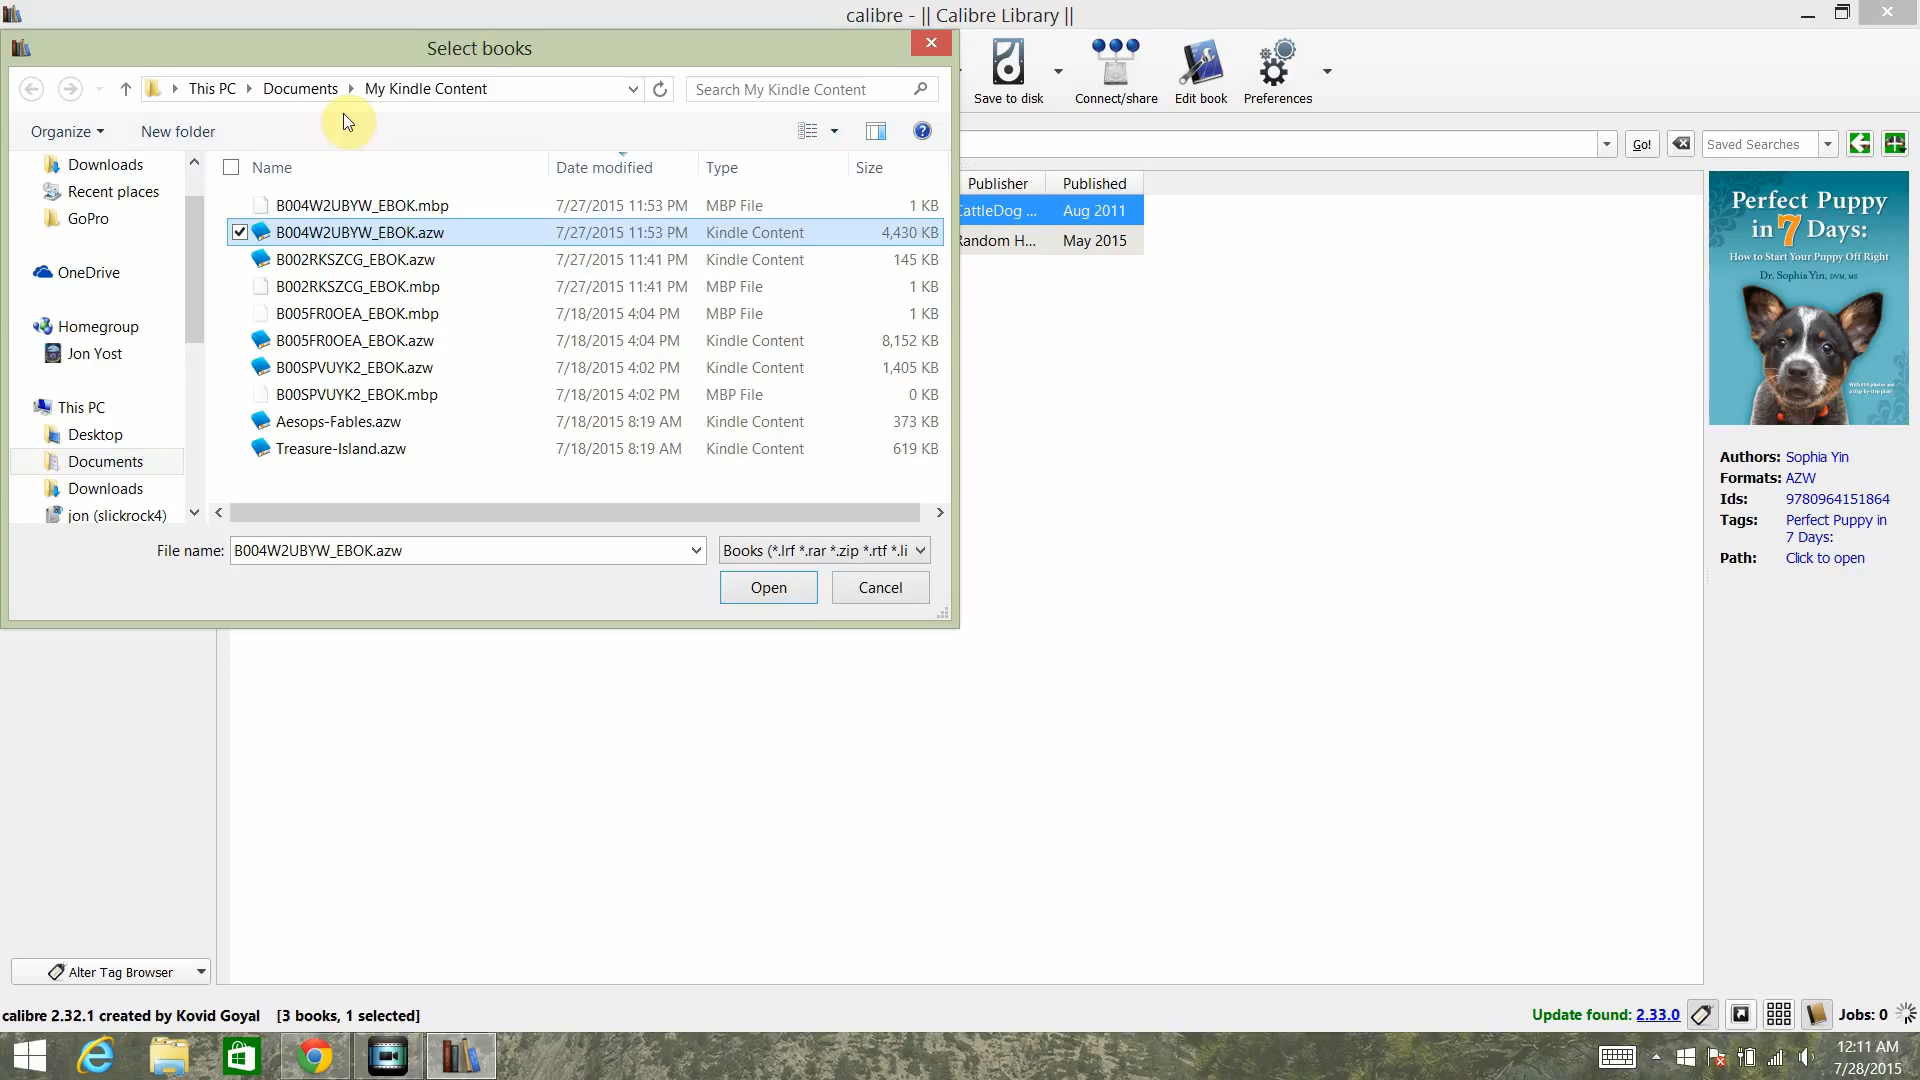 calibre - || Calibre Library ||
Select books
This PC
Documents
My Kindle Content
Search My Kindle Content
Save to disk
Connect/share
Edit book
Preferences
Organize
New folder
Go!
Saved Searches
Name
Date modified
Type
Size
Publisher
Published
Downloads
Recent places
GoPro
OneDrive
Homegroup
Jon Yost
This PC
Desktop
Documents
Downloads
jon (slickrock4)
B004W2UBYW_EBOK.mbp 7/27/2015 11:53 PM MBP File 1 KB
B004W2UBYW_EBOK.azw 7/27/2015 11:53 PM Kindle Content 4,430 KB
B002RKSZCG_EBOK.azw 7/27/2015 11:41 PM Kindle Content 145 KB
B002RKSZCG_EBOK.mbp 7/27/2015 11:41 PM MBP File 1 KB
B005FR0OEA_EBOK.mbp 7/18/2015 4:04 PM MBP File 1 KB
B005FR0OEA_EBOK.azw 7/18/2015 4:04 PM Kindle Content 8,152 KB
B00SPVUYK2_EBOK.azw 7/18/2015 4:02 PM Kindle Content 1,405 KB
B00SPVUYK2_EBOK.mbp 7/18/2015 4:02 PM MBP File 0 KB
Aesops-Fables.azw 7/18/2015 8:19 AM Kindle Content 373 KB
Treasure-Island.azw 7/18/2015 8:19 AM Kindle Content 619 KB
File name: B004W2UBYW_EBOK.azw
Books (*.lrf *.rar *.zip *.rtf *.li
Open
Cancel
CattleDog ... Aug 2011
Random H... May 2015
Perfect Puppy
in 7 Days:
How to Start Your Puppy Off Right
Dr. Sophia Yin, DVM, MS
With 400 photos and
a step-by-step plan!
Authors: Sophia Yin
Formats: AZW
Ids: 9780964151864
Tags: Perfect Puppy in
7 Days:
Path: Click to open
Alter Tag Browser
calibre 2.32.1 created by Kovid Goyal [3 books, 1 selected]
Update found: 2.33.0
Jobs: 0
12:11 AM
7/28/2015